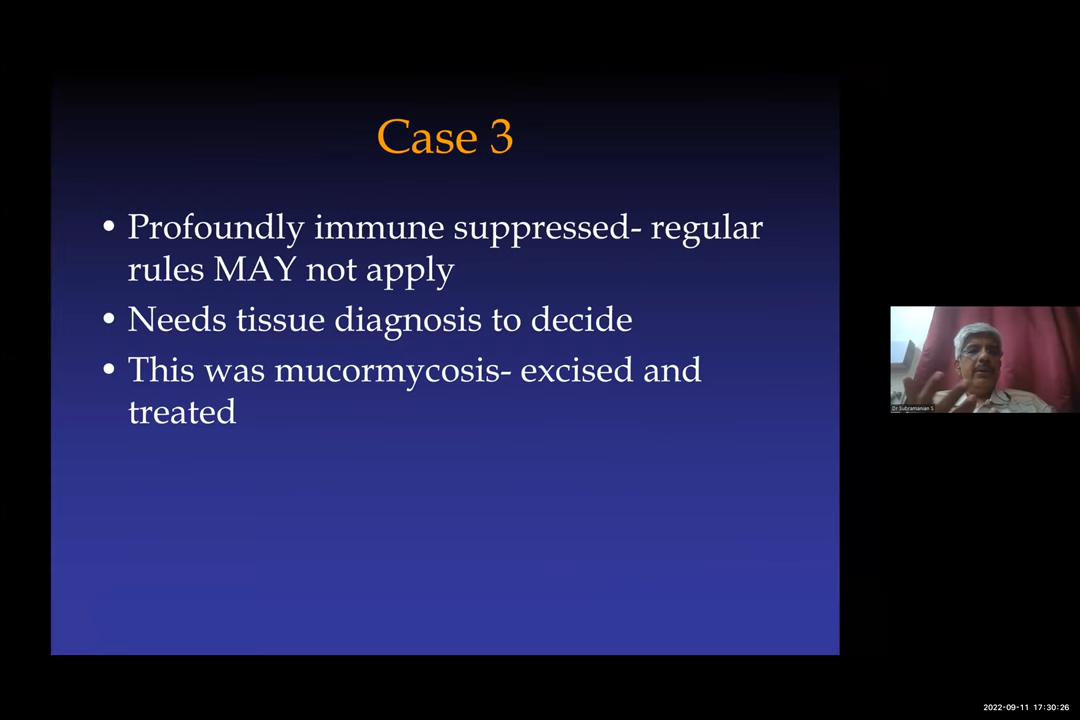 Case 3
• Profoundly immune suppressed- regular
rules MAY not apply
• Needs tissue diagnosis to decide
• This was mucormycosis- excised and
treated
Dr Subramanian S
2022-09-11 17:30:26